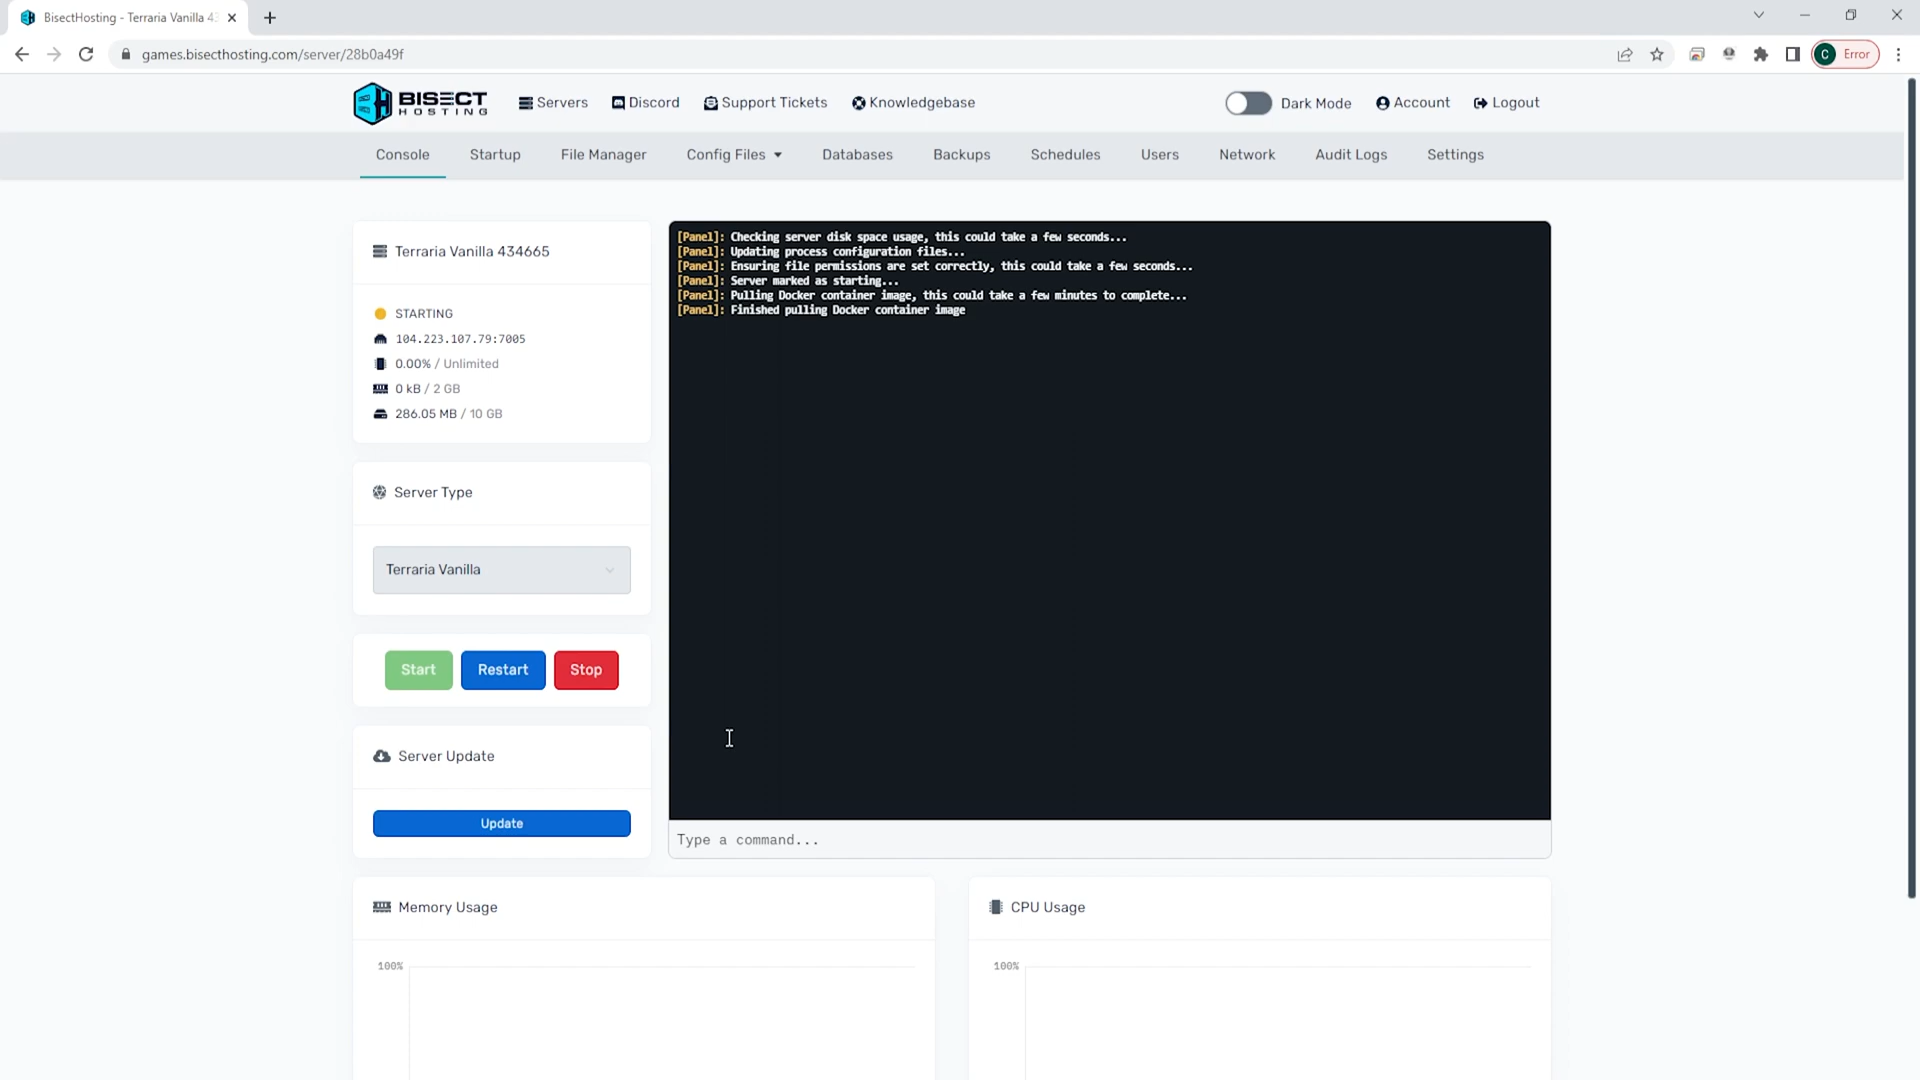 BisectHosting - Terraria Vanilla 43
games.bisecthosting.com/server/28b0a49f
C Error
BISECT HOSTING
Servers
Discord
Support Tickets
Knowledgebase
Dark Mode
Account
Logout
Console
Startup
File Manager
Config Files
Databases
Backups
Schedules
Users
Network
Audit Logs
Settings
Terraria Vanilla 434665
STARTING
104.223.107.79:7005
0.00% / Unlimited
0 kB / 2 GB
286.05 MB / 10 GB
Server Type
Terraria Vanilla
Start
Restart
Stop
Server Update
Update
[Panel]: Checking server disk space usage, this could take a few seconds...
[Panel]: Updating process configuration files...
[Panel]: Ensuring file permissions are set correctly, this could take a few seconds...
[Panel]: Server marked as starting...
[Panel]: Pulling Docker container image, this could take a few minutes to complete...
[Panel]: Finished pulling Docker container image
Type a command...
Memory Usage
100%
CPU Usage
100%